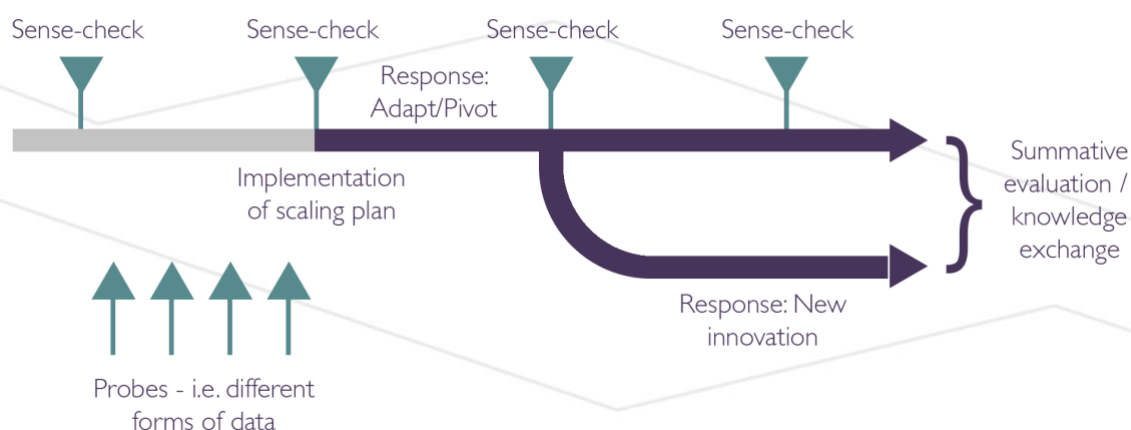 Sense-check
Sense-check
Sense-check
Sense-check
Response:
Adapt/Pivot
Implementation
of scaling plan
Summative
evaluation /
knowledge
exchange
Response: New
innovation
Probes - i.e. different
forms of data